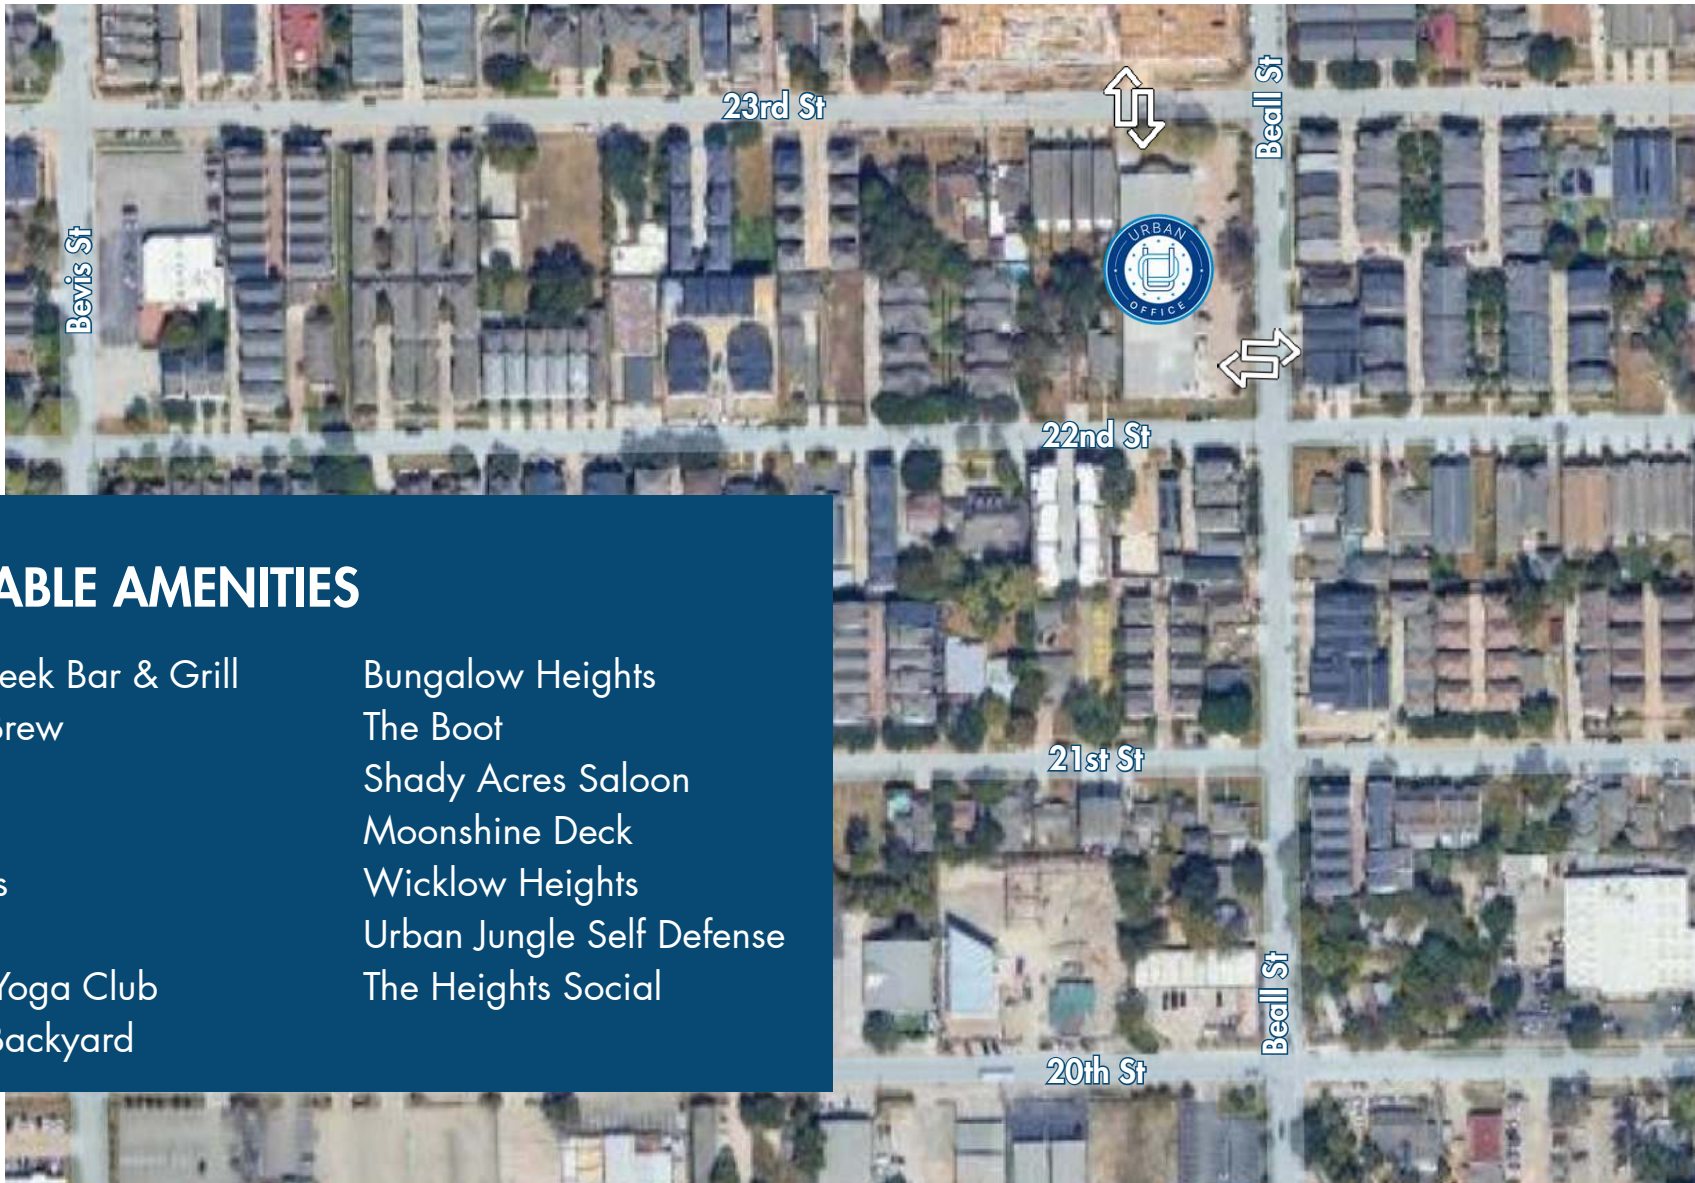 23rd St
Beall St
Bevis St
URBAN
OFFICE
22nd St
ABLE AMENITIES
eek Bar & Grill
Brew
s
Yoga Club
Backyard
Bungalow Heights
The Boot
Shady Acres Saloon
Moonshine Deck
Wicklow Heights
Urban Jungle Self Defense
The Heights Social
21st St
Beall St
20th St